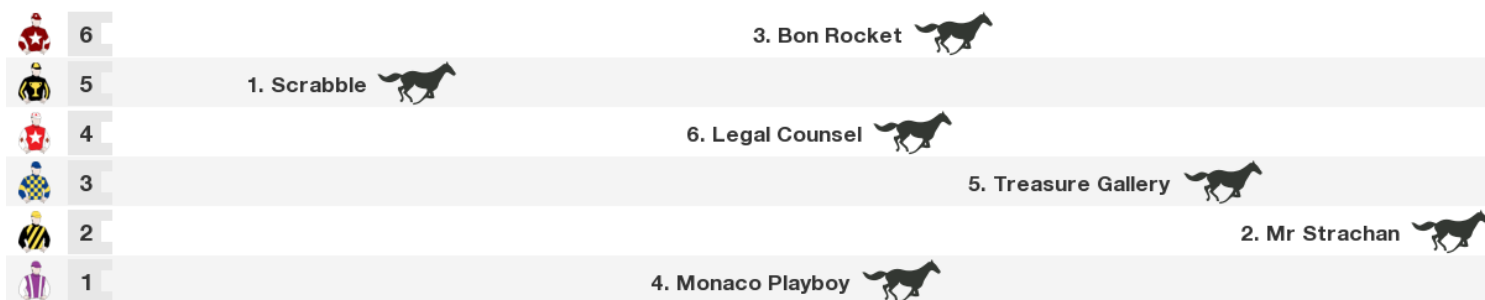 6 3. Bon Rocket
5 1. Scrabble
4 6. Legal Counsel
3 5. Treasure Gallery
2 2. Mr Strachan
1 4. Monaco Playboy